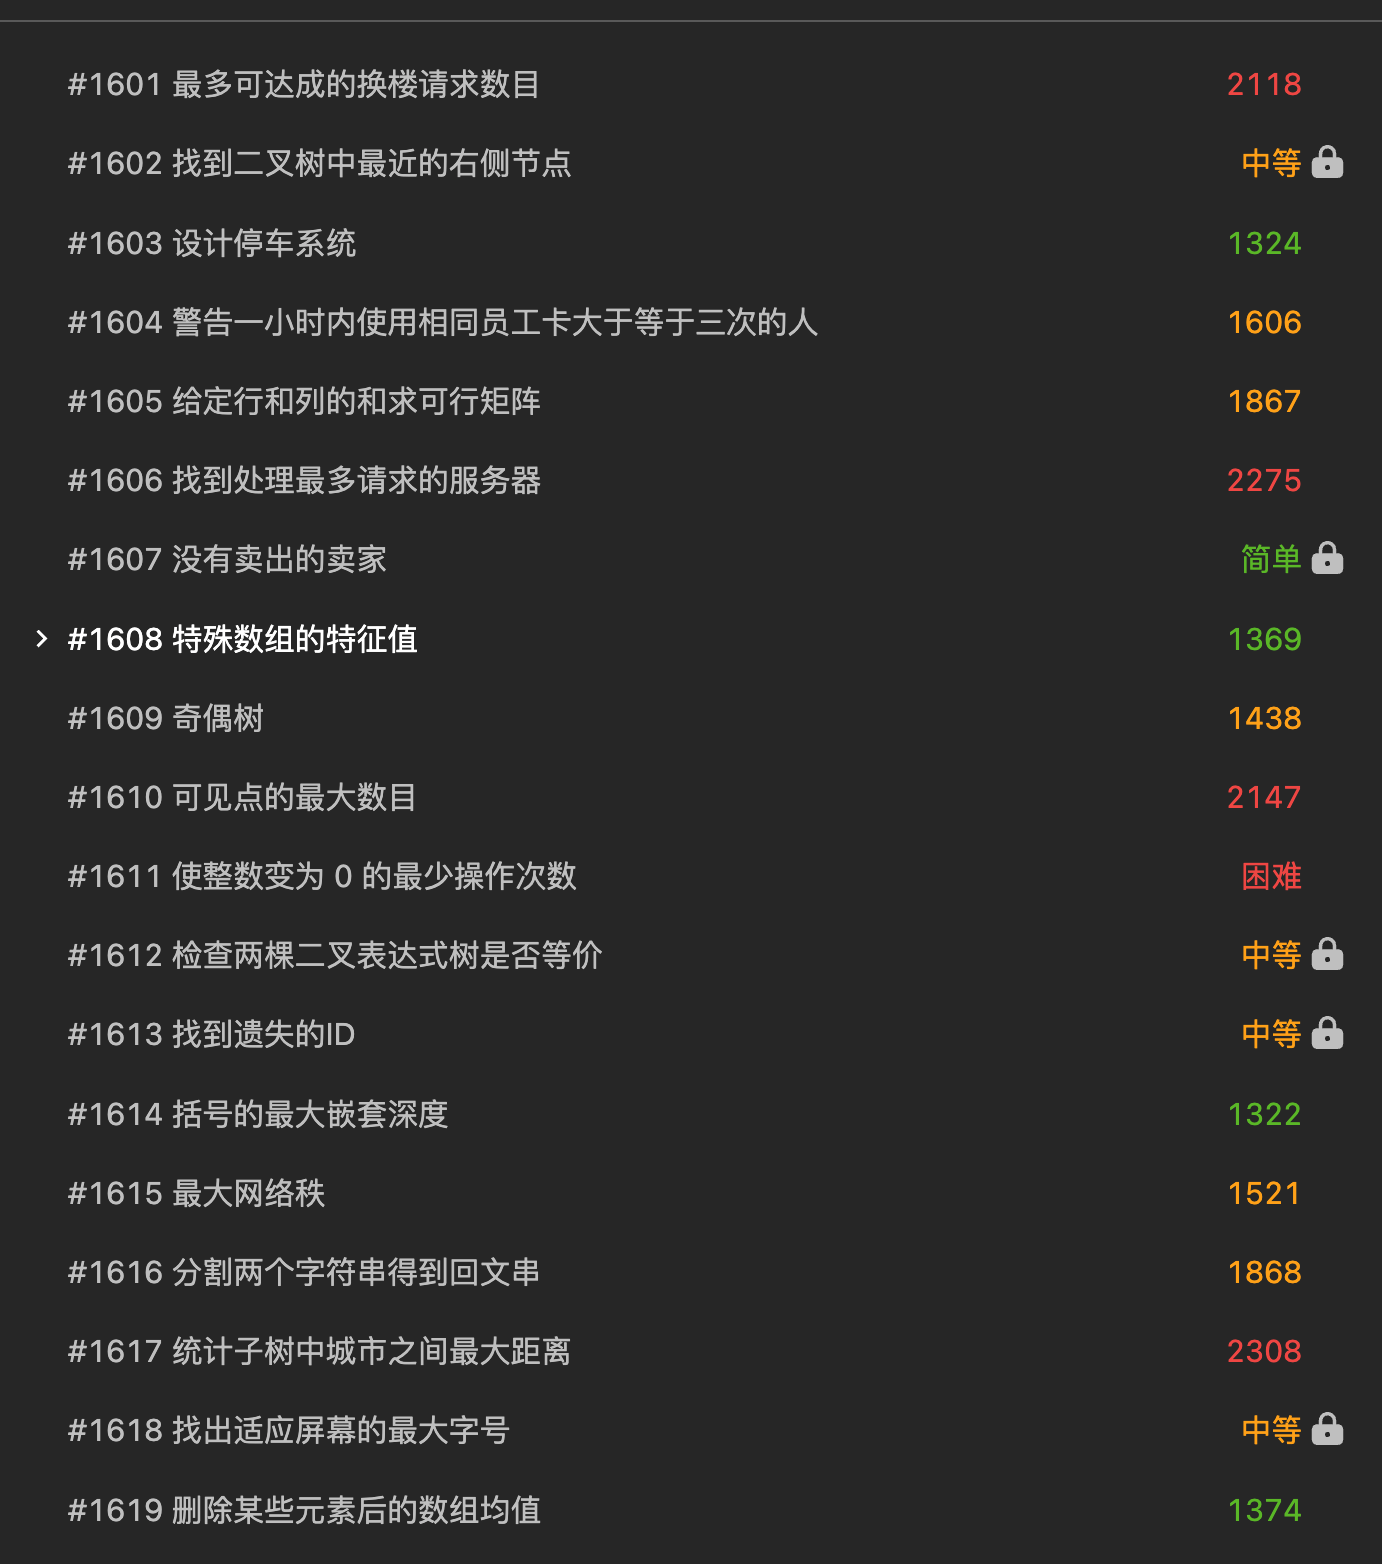 #1601 最多可达成的换楼请求数目 2118
#1602 找到二叉树中最近的右侧节点 中等
#1603 设计停车系统 1324
#1604 警告一小时内使用相同员工卡大于等于三次的人 1606
#1605 给定行和列的和求可行矩阵 1867
#1606 找到处理最多请求的服务器 2275
#1607 没有卖出的卖家 简单
#1608 特殊数组的特征值 1369
#1609 奇偶树 1438
#1610 可见点的最大数目 2147
#1611 使整数变为 0 的最少操作次数 困难
#1612 检查两棵二叉表达式树是否等价 中等
#1613 找到遗失的ID 中等
#1614 括号的最大嵌套深度 1322
#1615 最大网络秩 1521
#1616 分割两个字符串得到回文串 1868
#1617 统计子树中城市之间最大距离 2308
#1618 找出适应屏幕的最大字号 中等
#1619 删除某些元素后的数组均值 1374